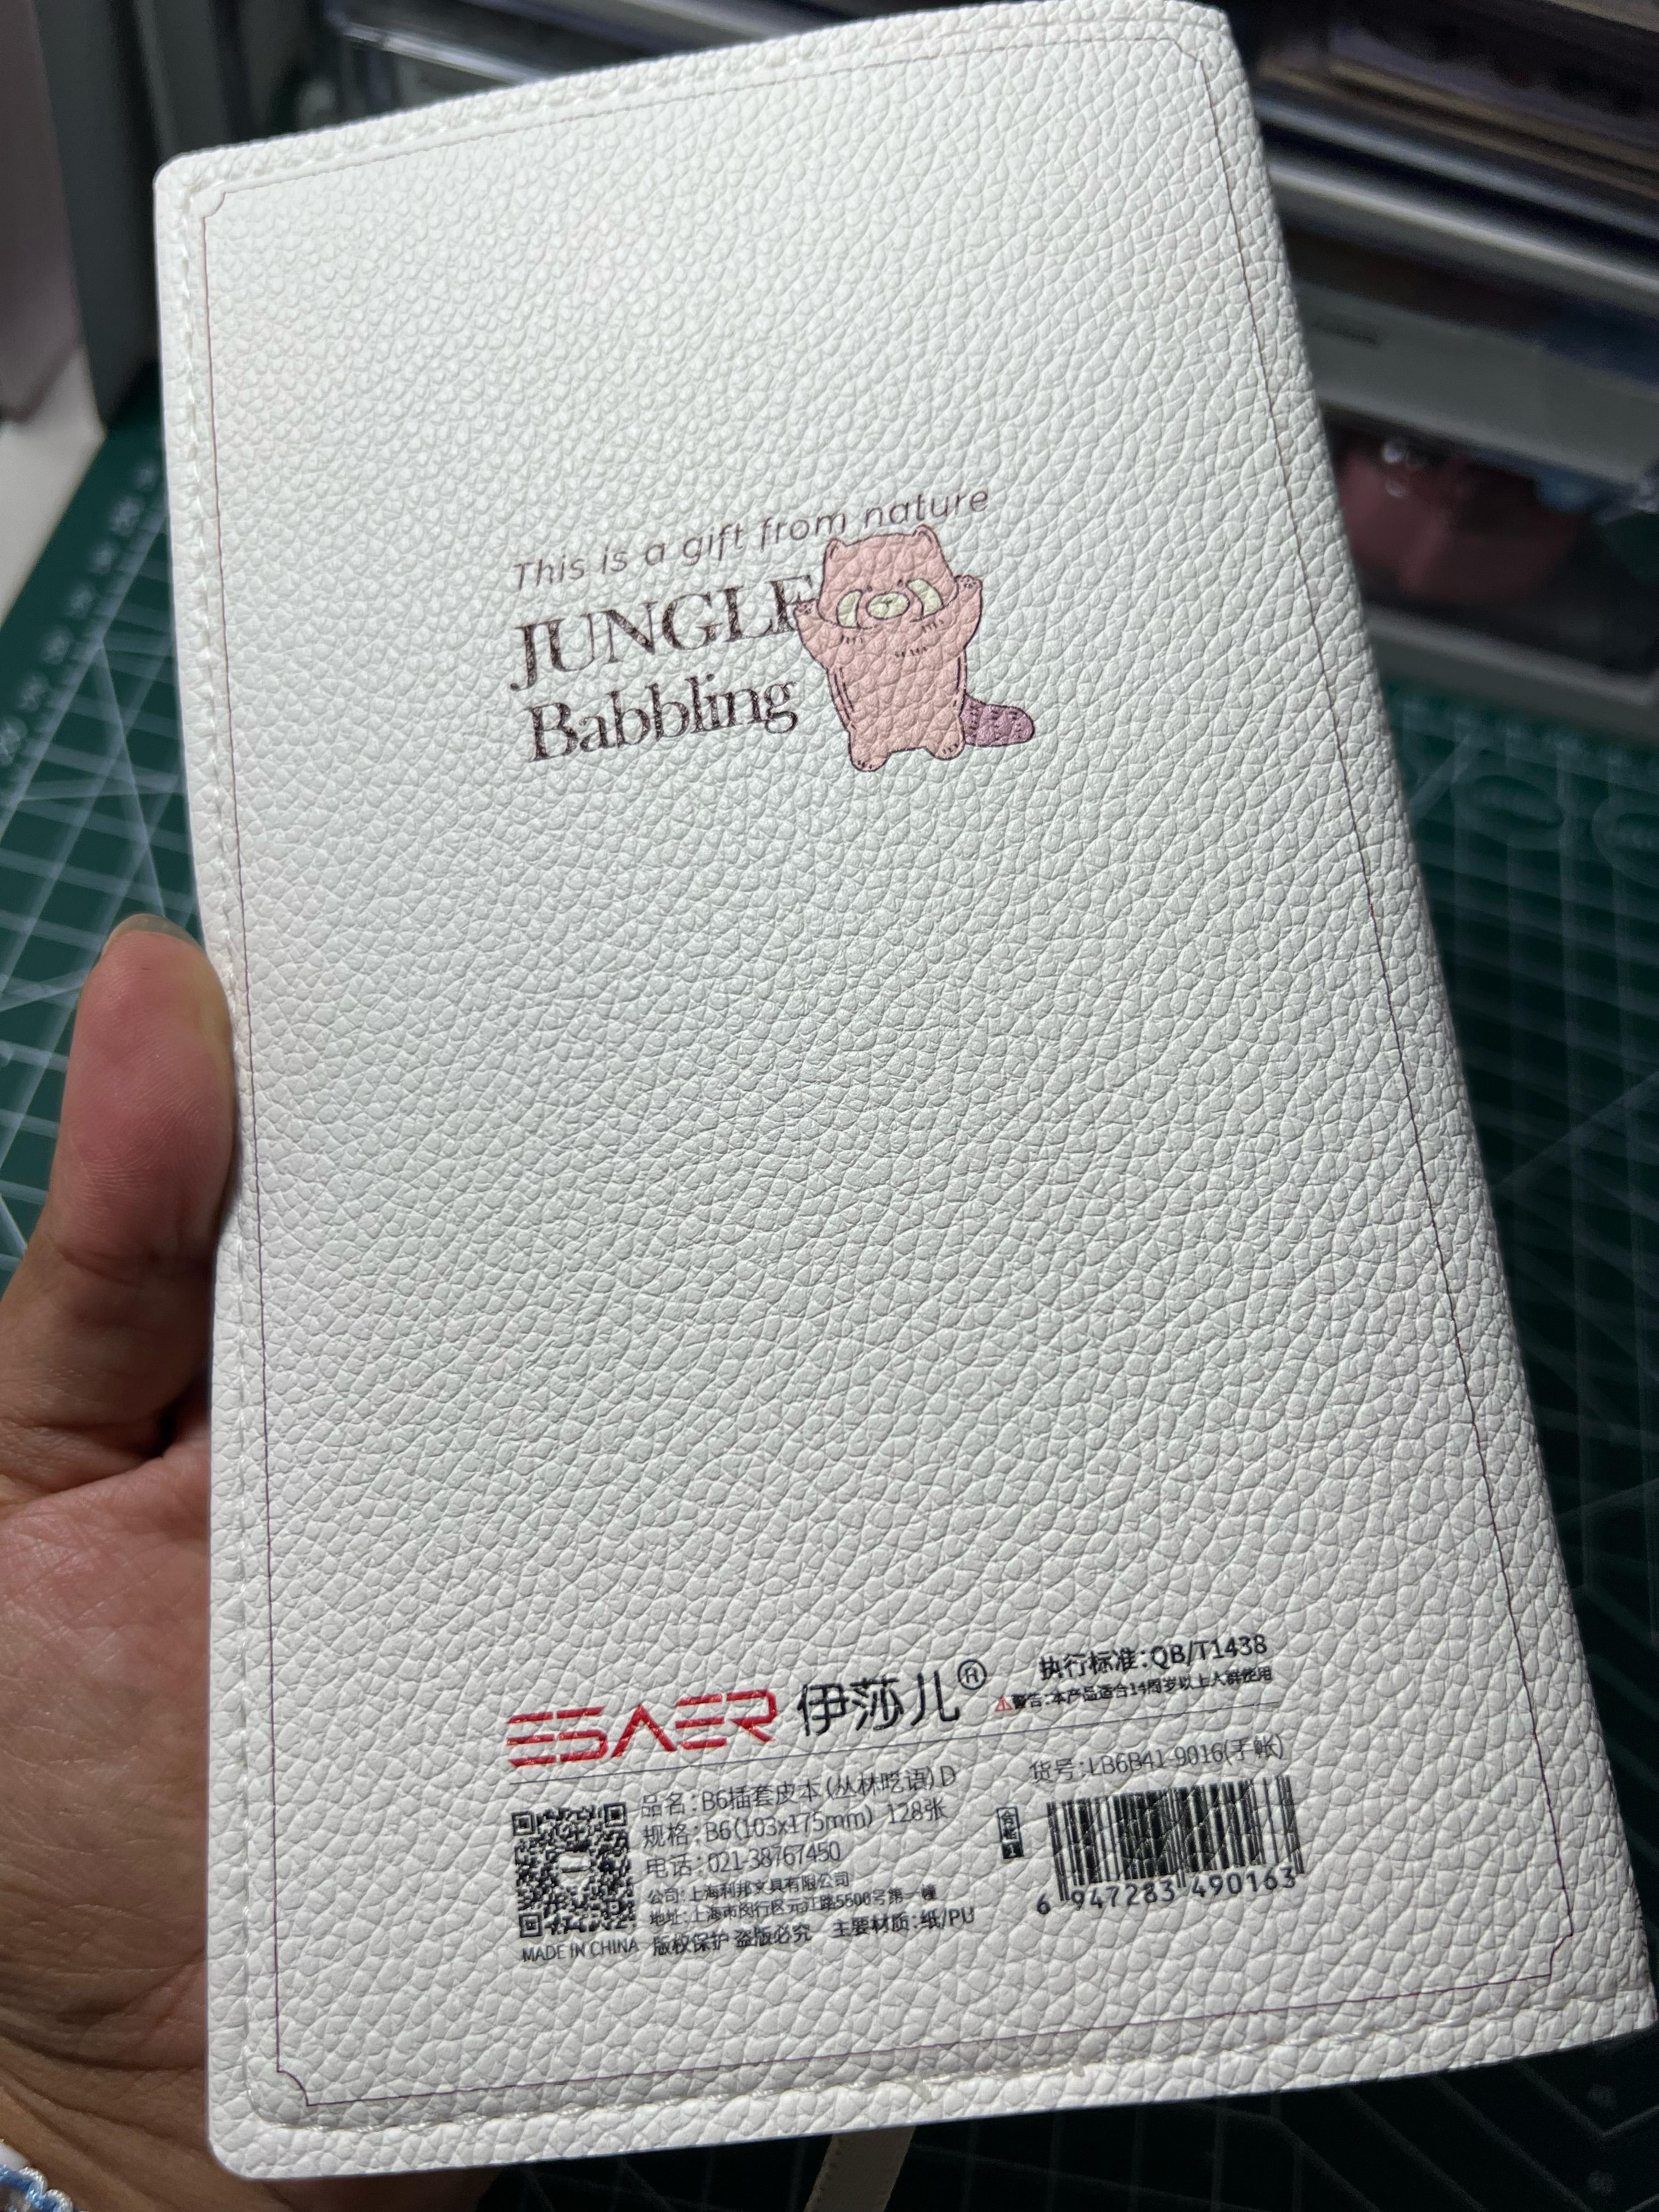 This is a gift from nature
JUNGLE
Babbling
ESAER 伊莎儿®
执行标准：QB/T1438
⚠警告：本产品适合14周岁以上人群使用
品名：B6插套皮本（丛林呓语）D
规格：B6（103x175mm） 128张
电话：021-38767450
公司：上海利邦文具有限公司
地址：上海市闵行区元江路5500号第一幢
MADE IN CHINA 版权保护 盗版必究 主要材质：纸/PU
货号：LB6B41-9016（手帐）
6 947283 490163